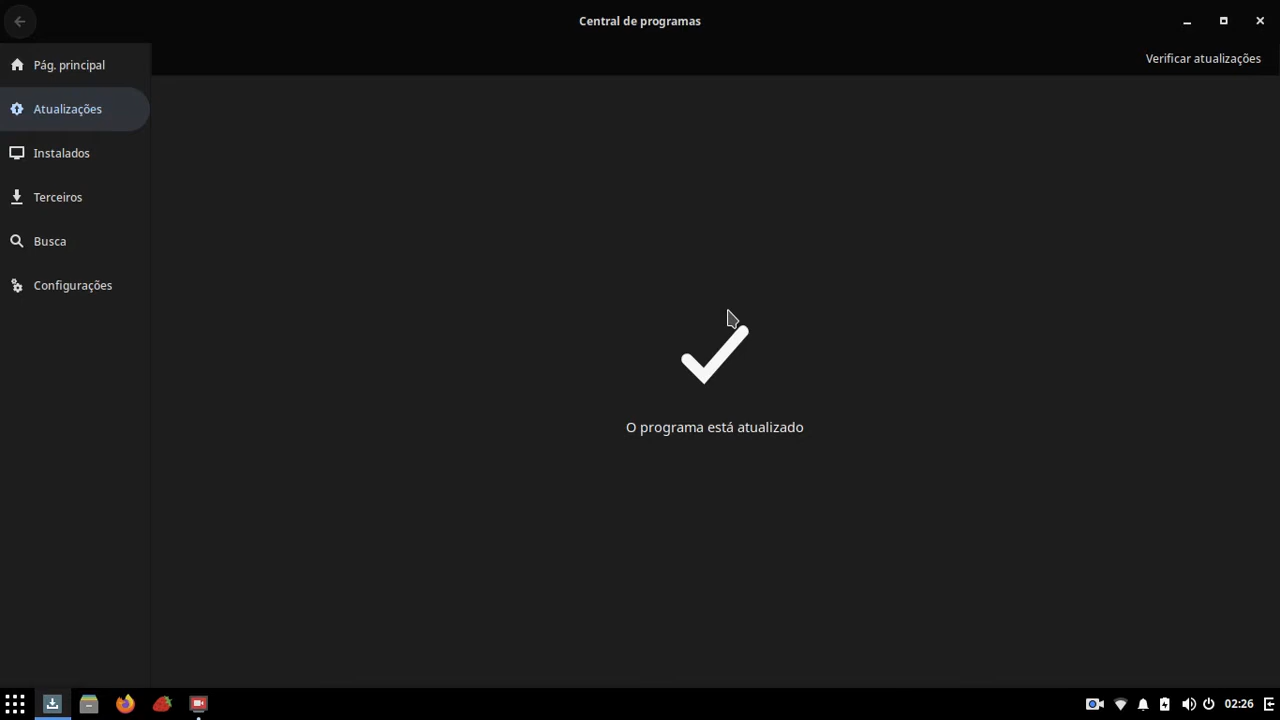 Central de programas
Pág. principal
Verificar atualizações
Atualizações
Instalados
Terceiros
Busca
Configurações
O programa está atualizado
02:26